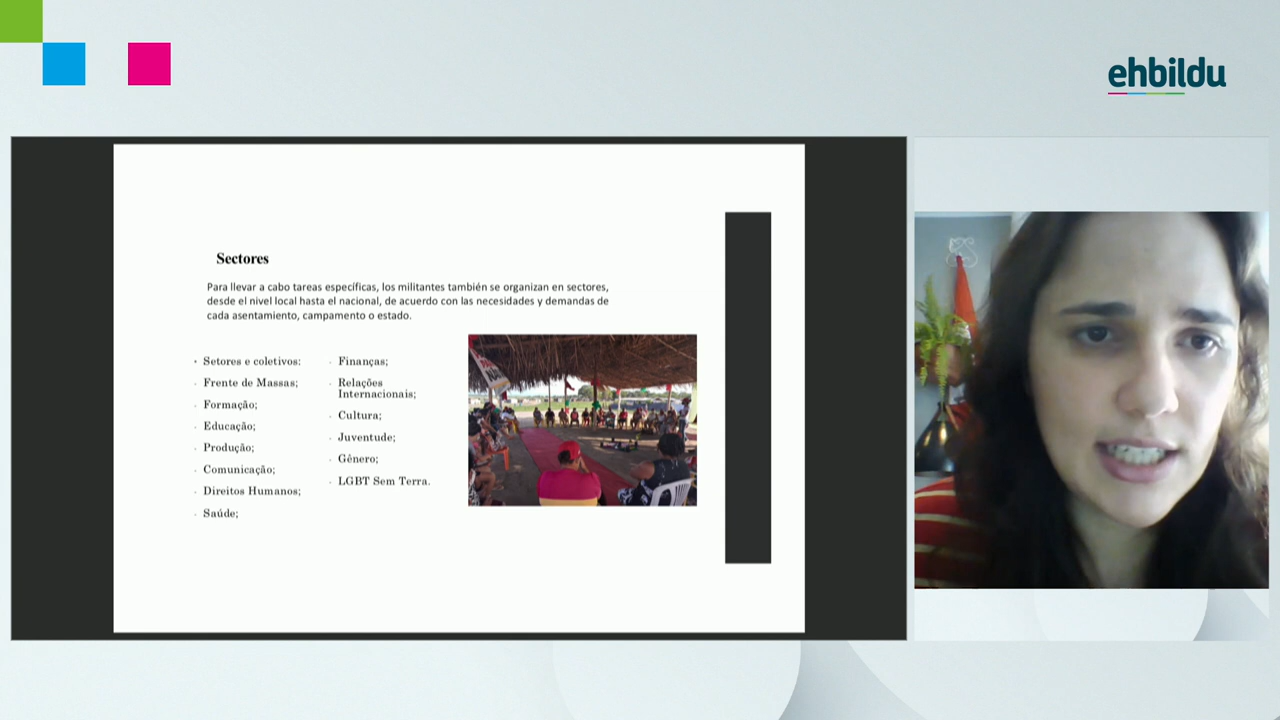 ehbildu
Sectores
Para llevar a cabo tareas específicas, los militantes también se organizan en sectores,
desde el nivel local hasta el nacional, de acuerdo con las necesidades y demandas de
cada asentamiento, campamento o estado.
Setores e coletivos:
Frente de Massas;
Formação;
Educação;
Produção;
Comunicação;
Direitos Humanos;
Saúde;
Finanças;
Relações
Internacionais;
Cultura;
Juventude;
Gênero;
LGBT Sem Terra.